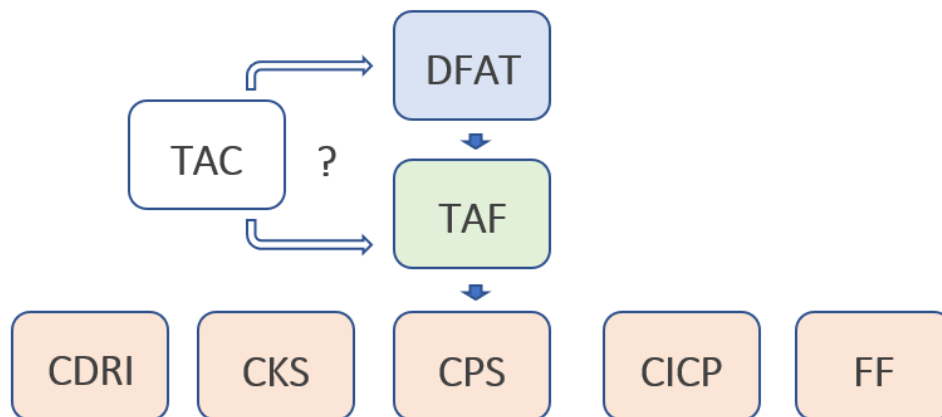 DFAT
TAC
?
TAF
CDRI
CKS
CPS
CICP
FF